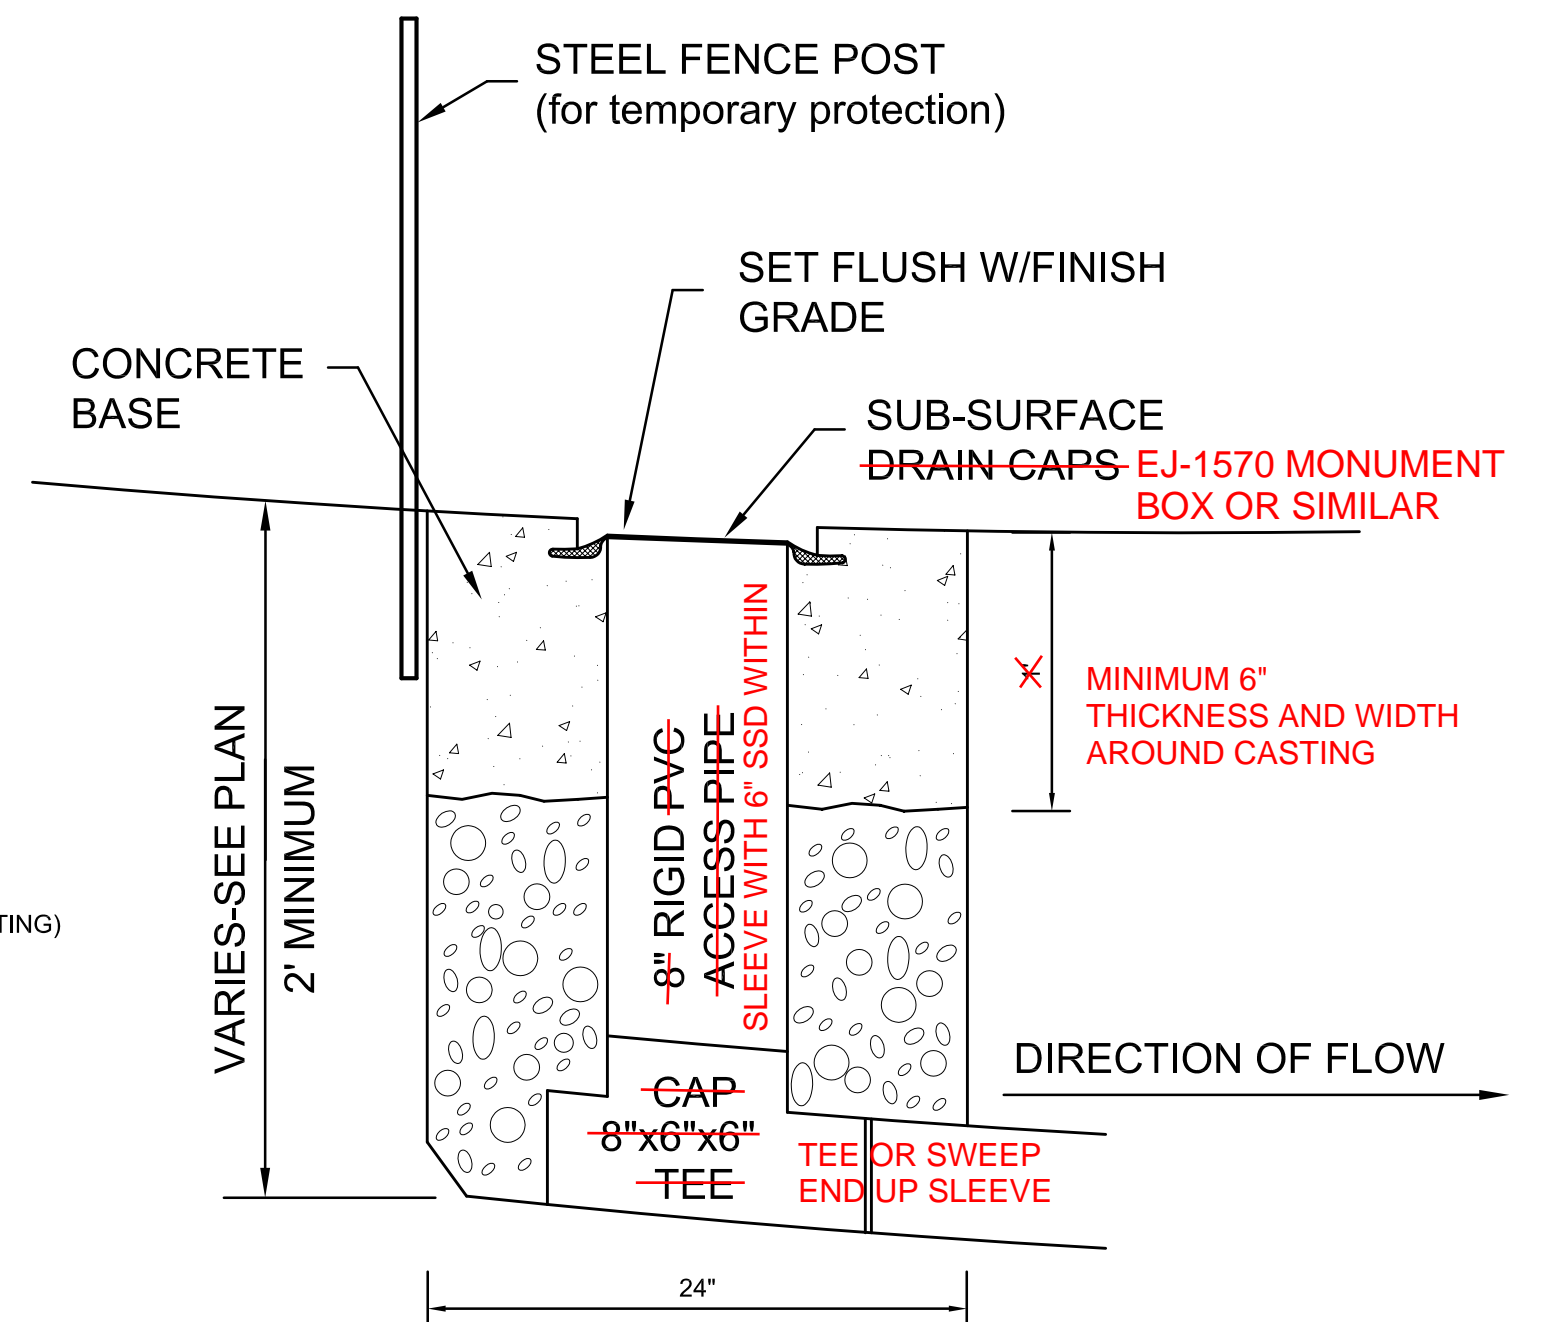 STEEL FENCE POST
(for temporary protection)
SET FLUSH W/FINISH
GRADE
CONCRETE
BASE
SUB-SURFACE
DRAIN CAPS EJ-1570 MONUMENT
BOX OR SIMILAR
MINIMUM 6"
THICKNESS AND WIDTH
AROUND CASTING
VARIES-SEE PLAN
2' MINIMUM
8" RIGID PVC
ACCESS PIPE
SLEEVE WITH 6" SSD WITHIN
TING)
DIRECTION OF FLOW
CAP
8"x6"x6"
TEE
TEE OR SWEEP
END UP SLEEVE
24"